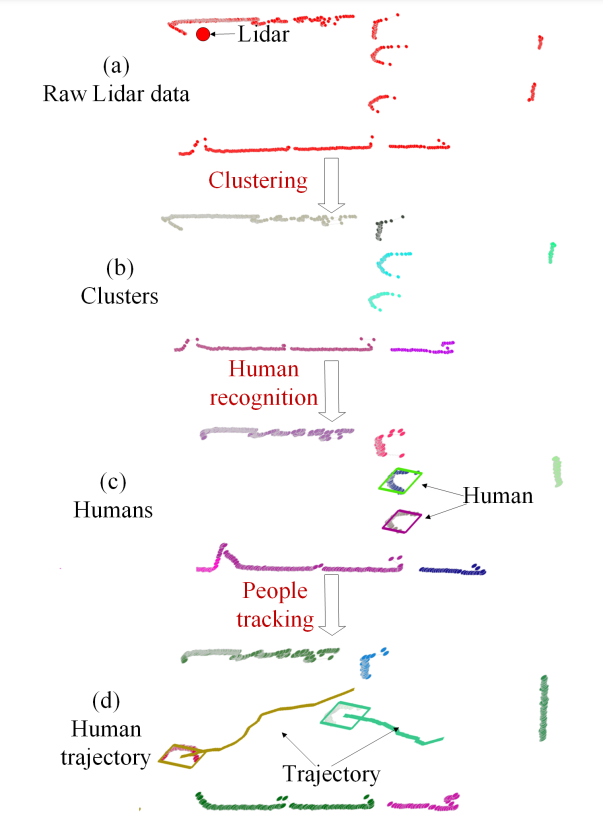 Lidar
(a)
Raw Lidar data
Clustering
(b)
Clusters
Human
recognition
(c)
Humans
Human
People
tracking
(d)
Human
trajectory
Trajectory